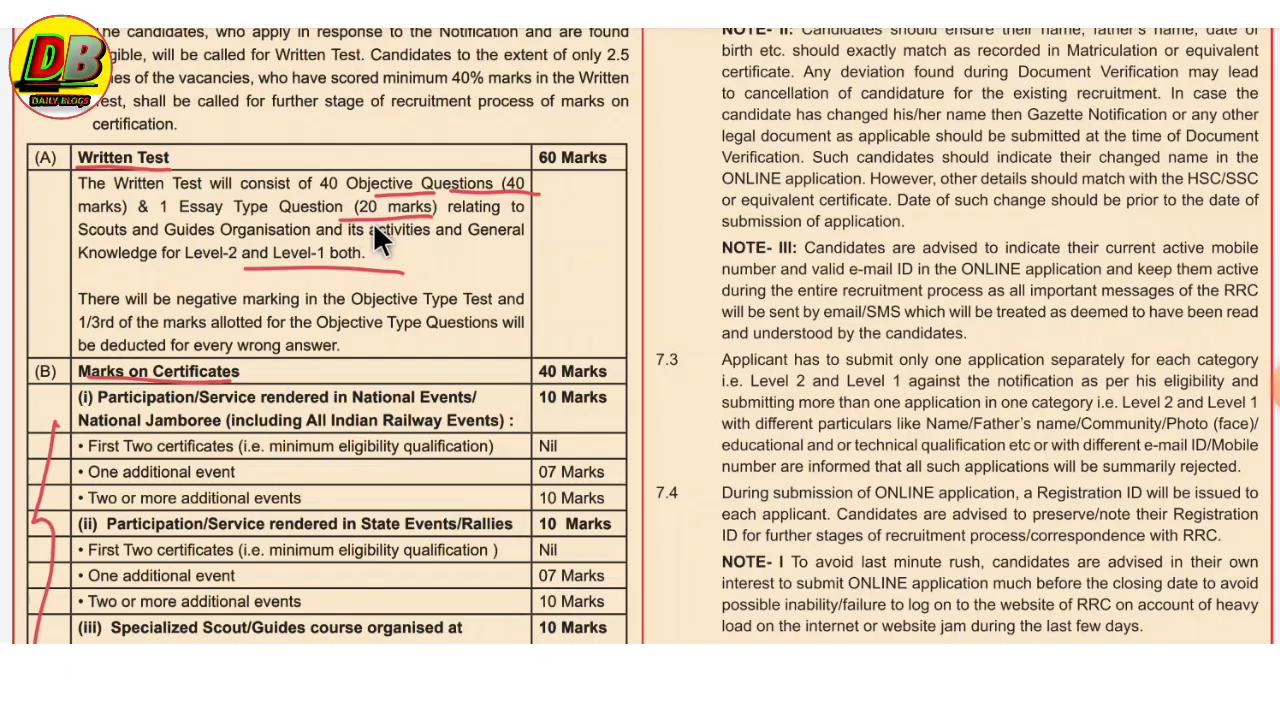 DB
DAILY BLOGS
The candidates, who apply in response to the Notification and are found
will be called for Written Test. Candidates to the extent of only 2.5
of the vacancies, who have scored minimum 40% marks in the Written
Test, shall be called for further stage of recruitment process of marks on
certification.
(A) Written Test 60 Marks
The Written Test will consist of 40 Objective Questions (40
marks) & 1 Essay Type Question (20 marks) relating to
Scouts and Guides Organisation and its activities and General
Knowledge for Level-2 and Level-1 both.
There will be negative marking in the Objective Type Test and
1/3rd of the marks allotted for the Objective Type Questions will
be deducted for every wrong answer.
(B) Marks on Certificates 40 Marks
(i) Participation/Service rendered in National Events/ 10 Marks
National Jamboree (including All Indian Railway Events) :
• First Two certificates (i.e. minimum eligibility qualification) Nil
• One additional event 07 Marks
• Two or more additional events 10 Marks
(ii) Participation/Service rendered in State Events/Rallies 10 Marks
• First Two certificates (i.e. minimum eligibility qualification ) Nil
• One additional event 07 Marks
• Two or more additional events 10 Marks
(iii) Specialized Scout/Guides course organised at 10 Marks
NOTE- II: Candidates should ensure their name, father's name, date of
birth etc. should exactly match as recorded in Matriculation or equivalent
certificate. Any deviation found during Document Verification may lead
to cancellation of candidature for the existing recruitment. In case the
candidate has changed his/her name then Gazette Notification or any other
legal document as applicable should be submitted at the time of Document
Verification. Such candidates should indicate their changed name in the
ONLINE application. However, other details should match with the HSC/SSC
or equivalent certificate. Date of such change should be prior to the date of
submission of application.
NOTE- III: Candidates are advised to indicate their current active mobile
number and valid e-mail ID in the ONLINE application and keep them active
during the entire recruitment process as all important messages of the RRC
will be sent by email/SMS which will be treated as deemed to have been read
and understood by the candidates.
7.3 Applicant has to submit only one application separately for each category
i.e. Level 2 and Level 1 against the notification as per his eligibility and
submitting more than one application in one category i.e. Level 2 and Level 1
with different particulars like Name/Father's name/Community/Photo (face)/
educational and or technical qualification etc or with different e-mail ID/Mobile
number are informed that all such applications will be summarily rejected.
7.4 During submission of ONLINE application, a Registration ID will be issued to
each applicant. Candidates are advised to preserve/note their Registration
ID for further stages of recruitment process/correspondence with RRC.
NOTE- I To avoid last minute rush, candidates are advised in their own
interest to submit ONLINE application much before the closing date to avoid
possible inability/failure to log on to the website of RRC on account of heavy
load on the internet or website jam during the last few days.